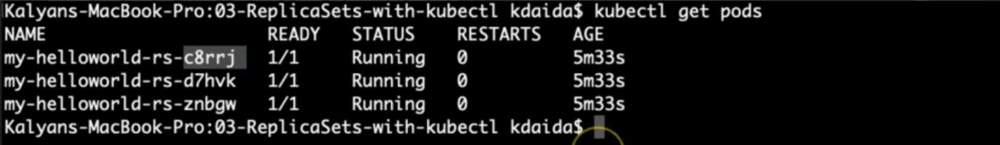 Kalyans-MacBook-Pro:03-ReplicaSets-with-kubectl kdaida$ kubectl get pods
NAME READY STATUS RESTARTS AGE
my-helloworld-rs-c8rrj 1/1 Running 0 5m33s
my-helloworld-rs-d7hvk 1/1 Running 0 5m33s
my-helloworld-rs-znbgw 1/1 Running 0 5m33s
Kalyans-MacBook-Pro:03-ReplicaSets-with-kubectl kdaida$